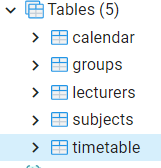 Tables (5)
calendar
groups
lecturers
subjects
timetable